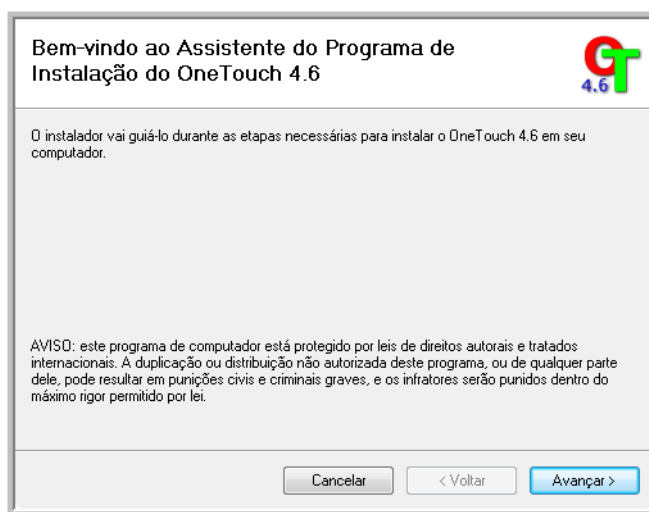 Bem-vindo ao Assistente do Programa de
Instalação do OneTouch 4.6
OT
4.6
O instalador vai guiá-lo durante as etapas necessárias para instalar o OneTouch 4.6 em seu
computador.
AVISO: este programa de computador está protegido por leis de direitos autorais e tratados
internacionais. A duplicação ou distribuição não autorizada deste programa, ou de qualquer parte
dele, pode resultar em punições civis e criminais graves, e os infratores serão punidos dentro do
máximo rigor permitido por lei.
Cancelar < Voltar Avançar >